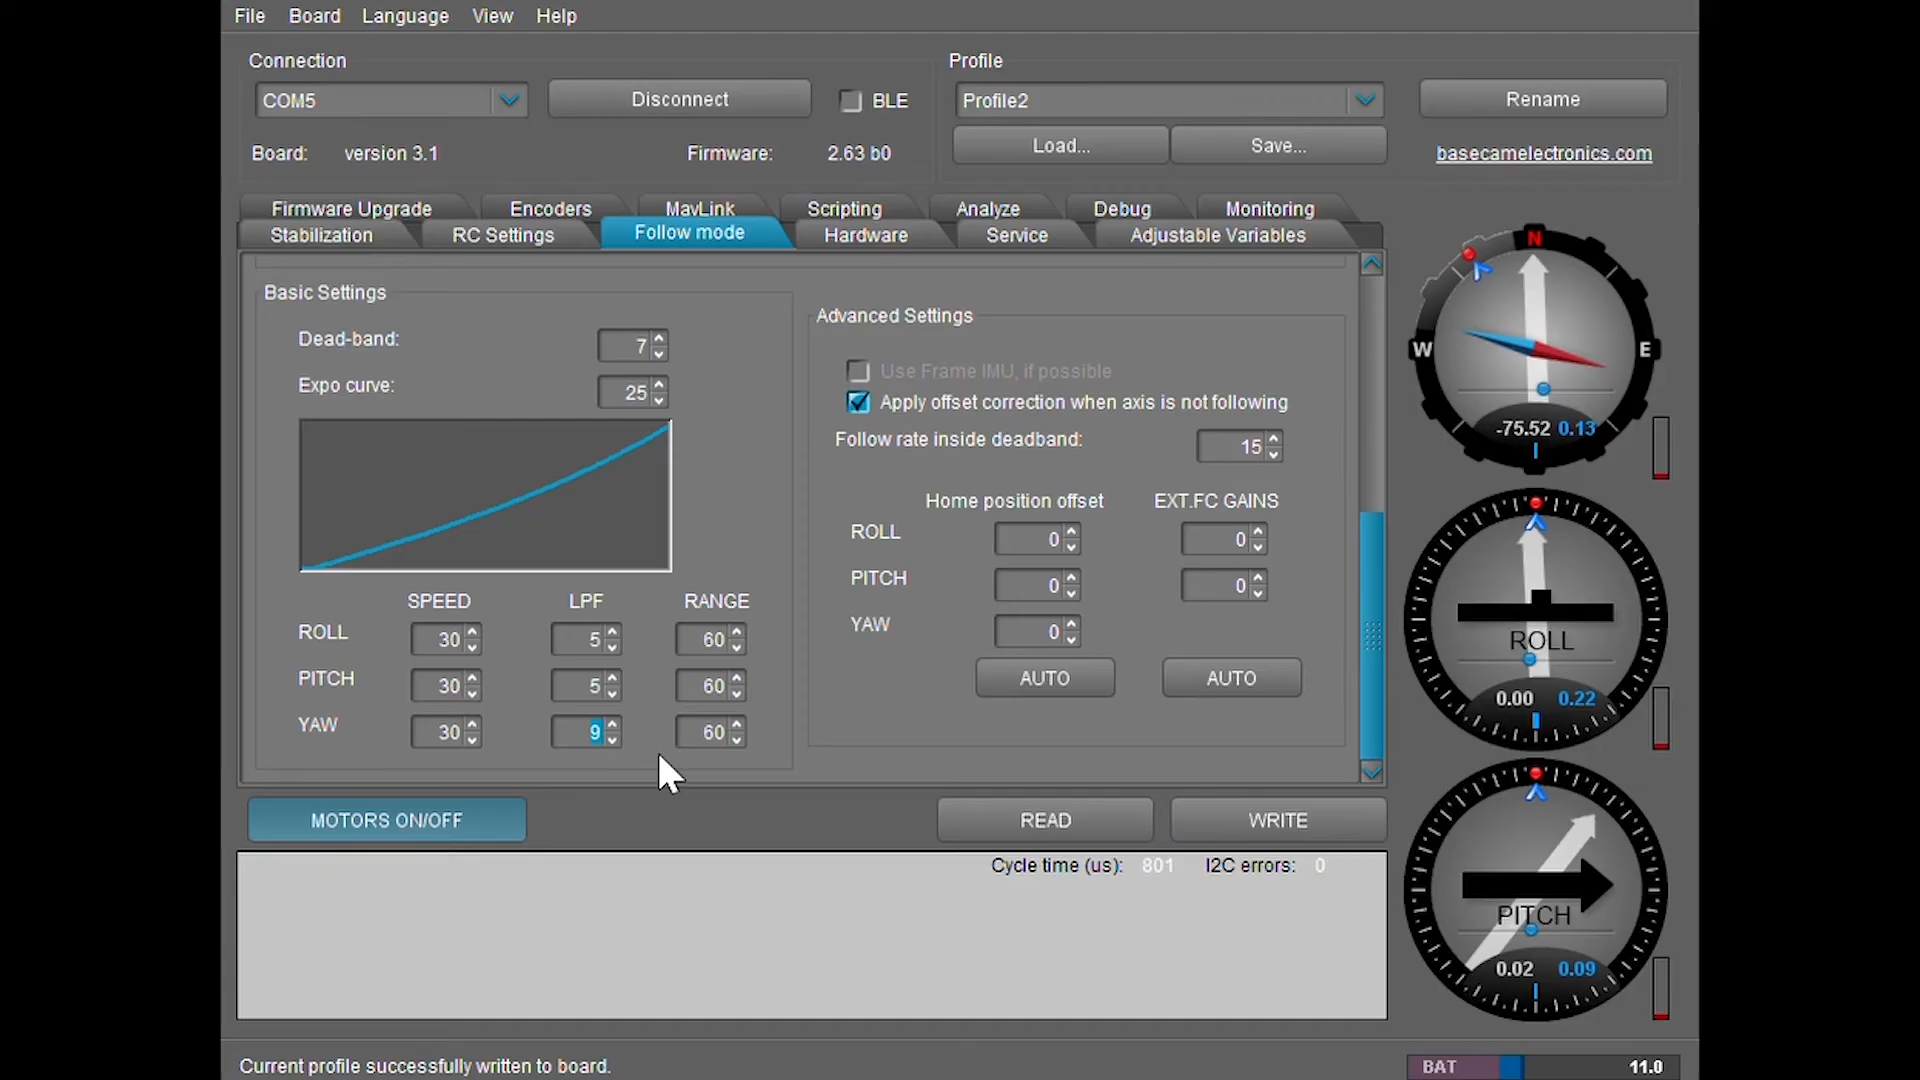 File Board Language View Help
Connection
Profile
COM5 Disconnect BLE
Profile2 Rename
Board: version 3.1 Firmware: 2.63 b0
Load... Save... basecamelectronics.com
Firmware Upgrade Encoders MavLink Scripting Analyze Debug Monitoring
Stabilization RC Settings Follow mode Hardware Service Adjustable Variables
Basic Settings
Dead-band: 7
Expo curve: 25
SPEED LPF RANGE
ROLL 30 5 60
PITCH 30 5 60
YAW 30 9 60
Advanced Settings
Use Frame IMU, if possible
Apply offset correction when axis is not following
Follow rate inside deadband: 15
Home position offset EXT.FC GAINS
ROLL 0 0
PITCH 0 0
YAW 0
AUTO AUTO
N
W E
-75.52 0.13
ROLL
0.00 0.22
PITCH
0.02 0.09
MOTORS ON/OFF READ WRITE
Cycle time (us): 801 I2C errors: 0
Current profile successfully written to board.
BAT 11.0